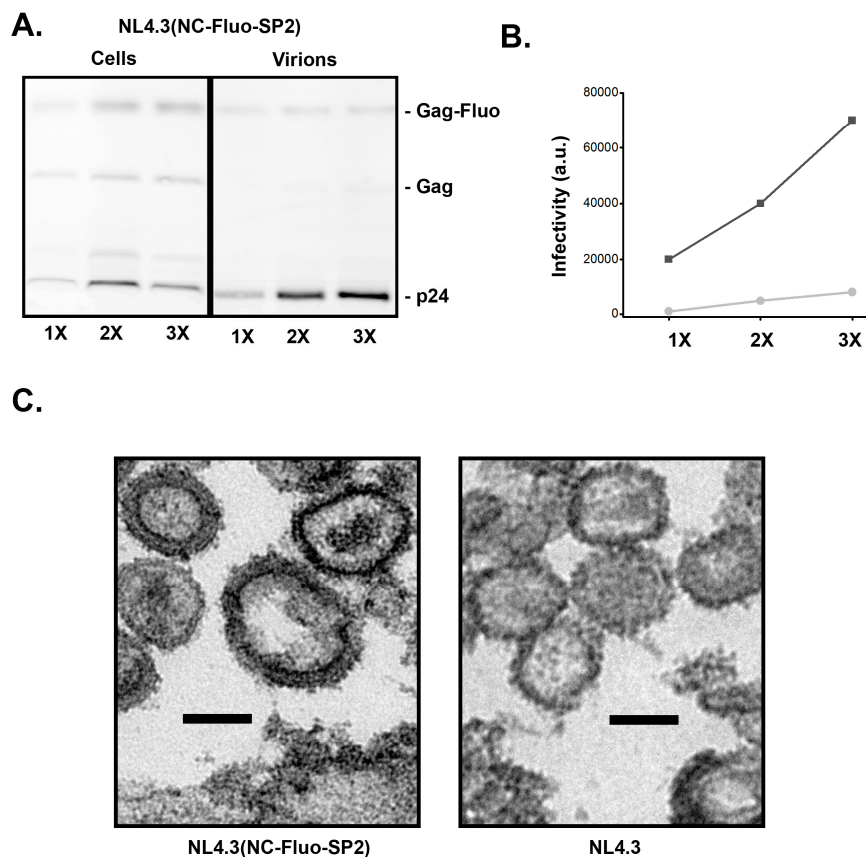 A.
NL4.3(NC-Fluo-SP2)
Cells Virions
- Gag-Fluo
- Gag
- p24
1X 2X 3X 1X 2X 3X
B.
80000
60000
40000
20000
0
Infectivity (a.u.)
1X 2X 3X
C.
NL4.3(NC-Fluo-SP2) NL4.3